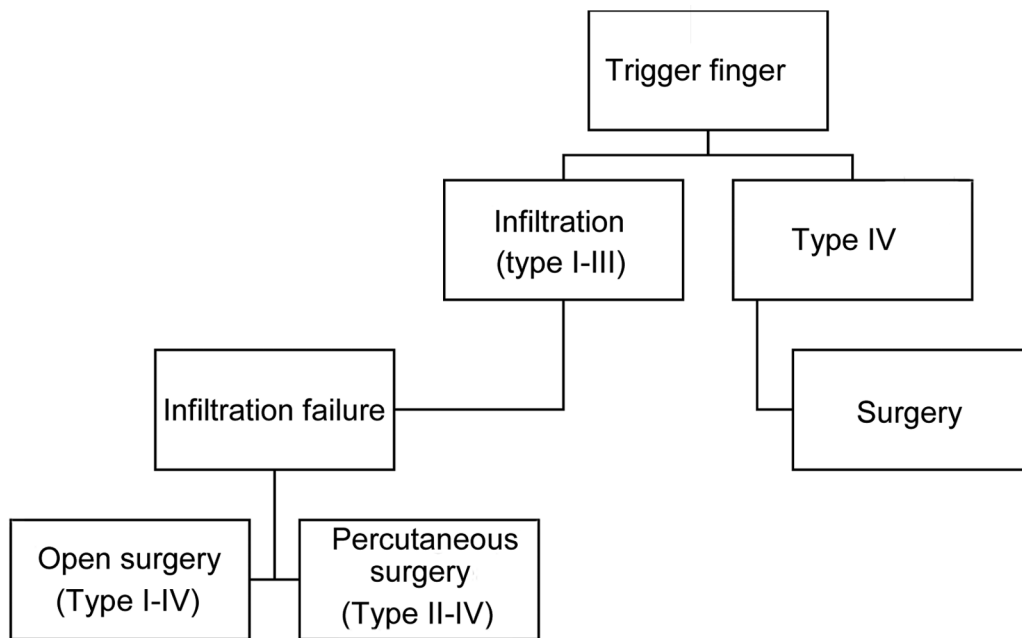 Trigger finger
Infiltration
(type I-III)
Type IV
Infiltration failure
Surgery
Open surgery
(Type I-IV)
Percutaneous
surgery
(Type II-IV)